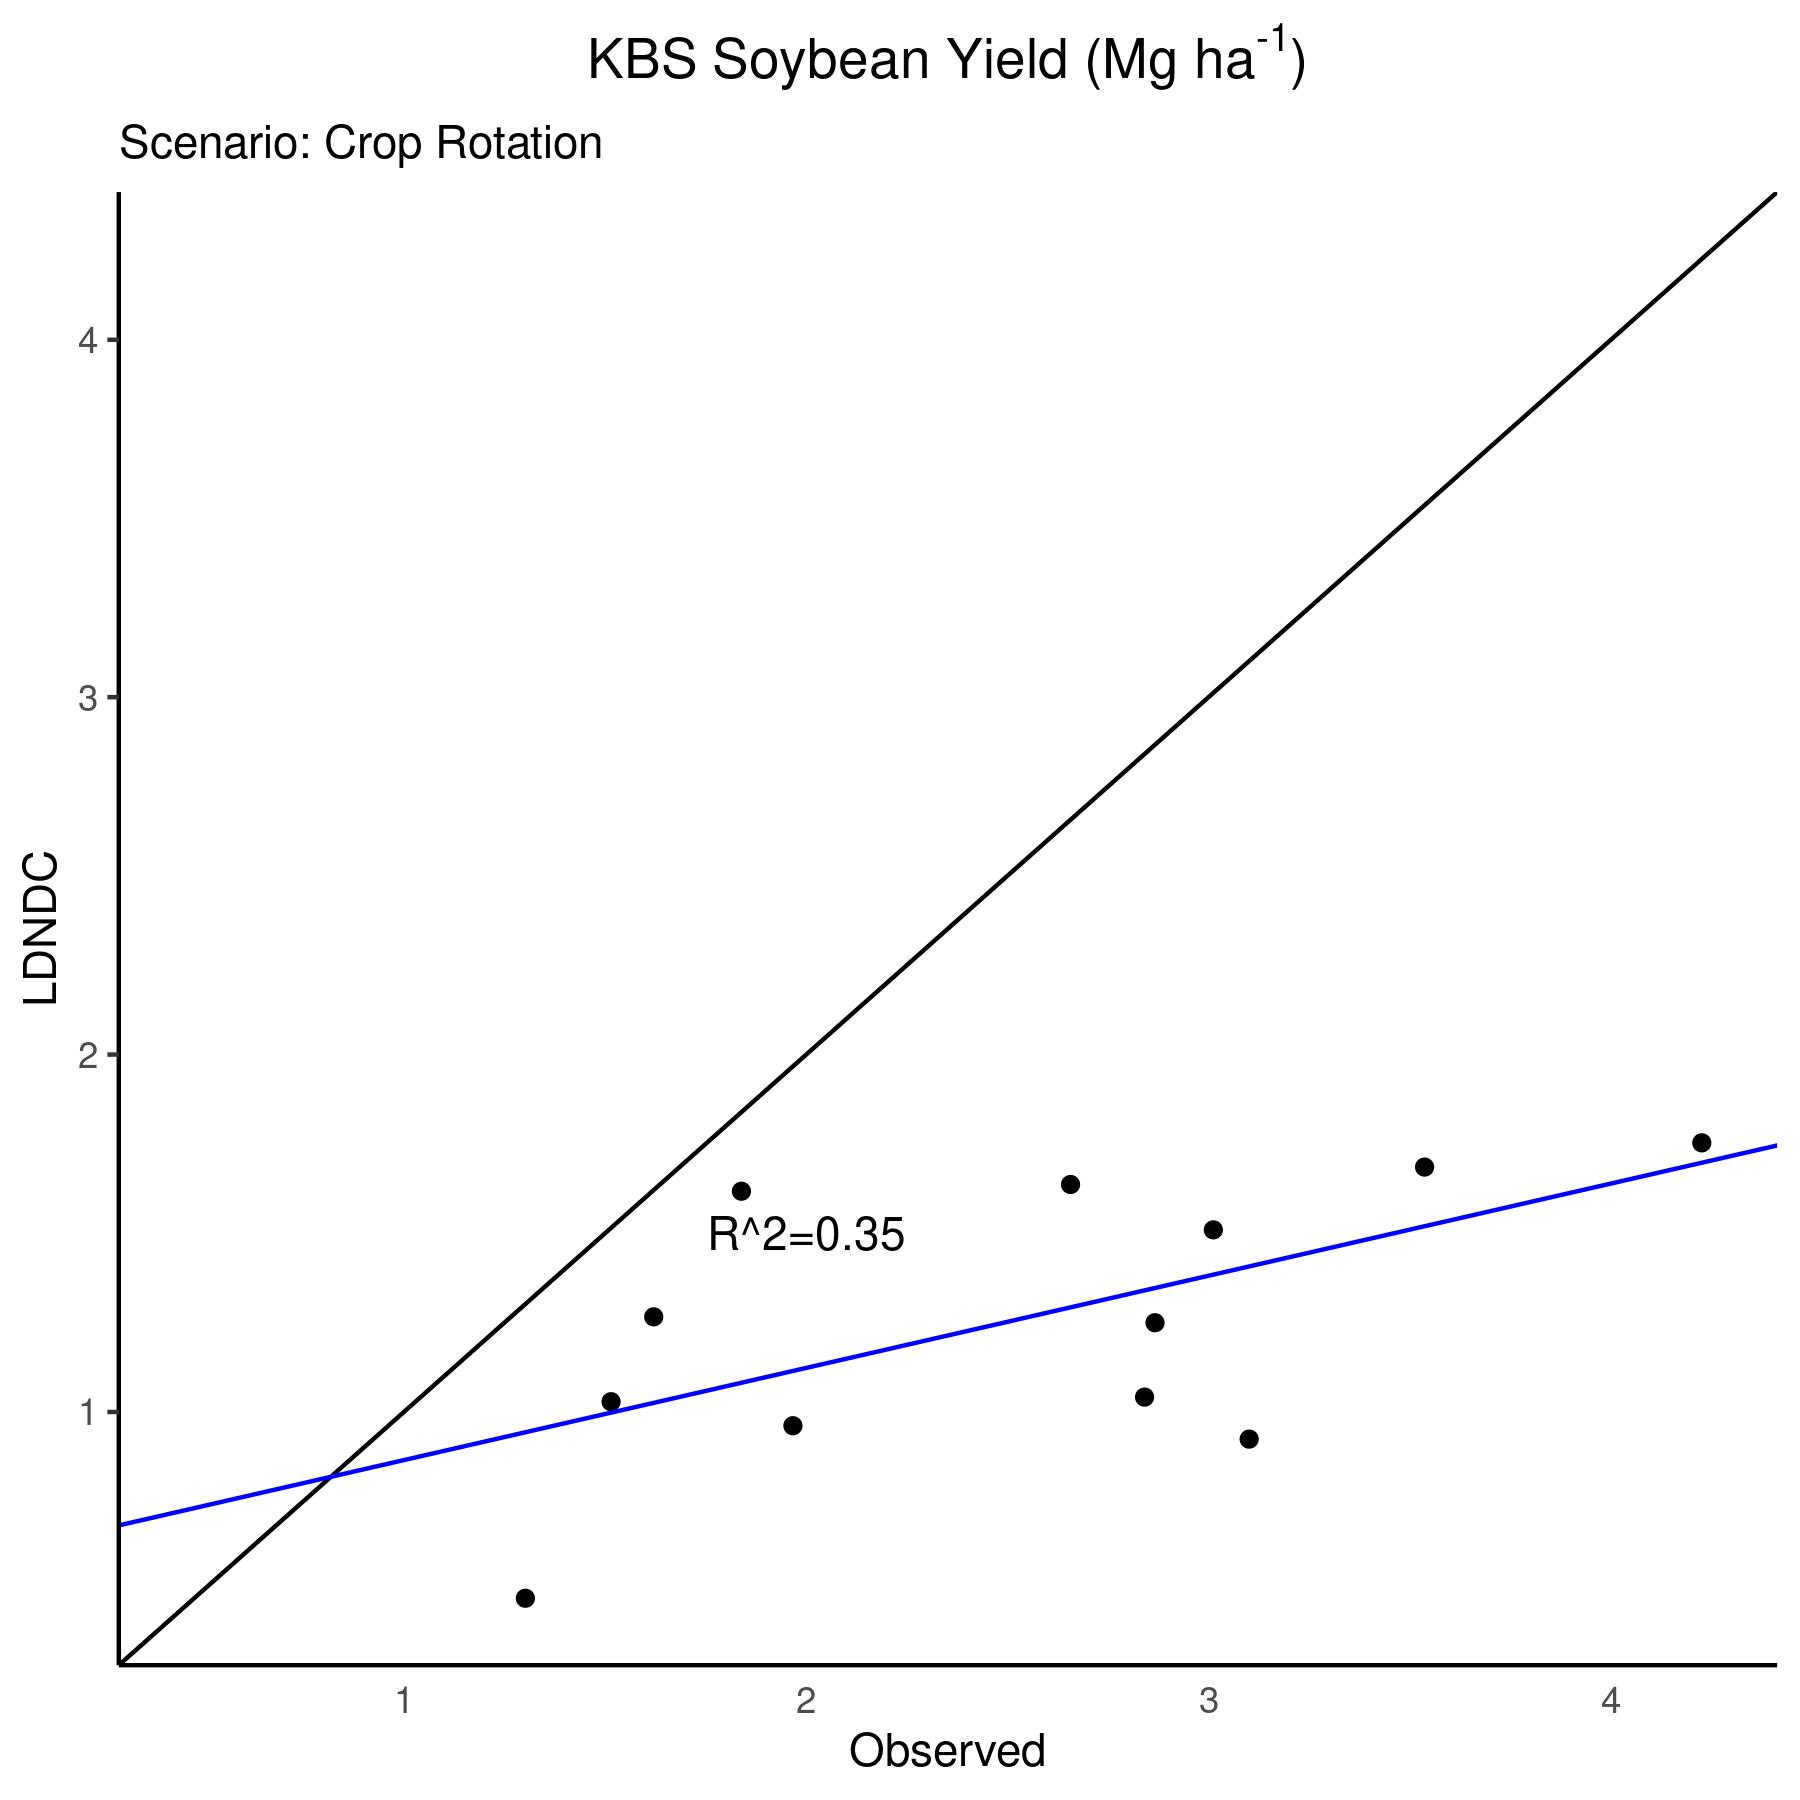 KBS Soybean Yield (Mg ha⁻¹)
Scenario: Crop Rotation
4
3
2
1
LDNDC
R^2=0.35
1 2 3 4
Observed